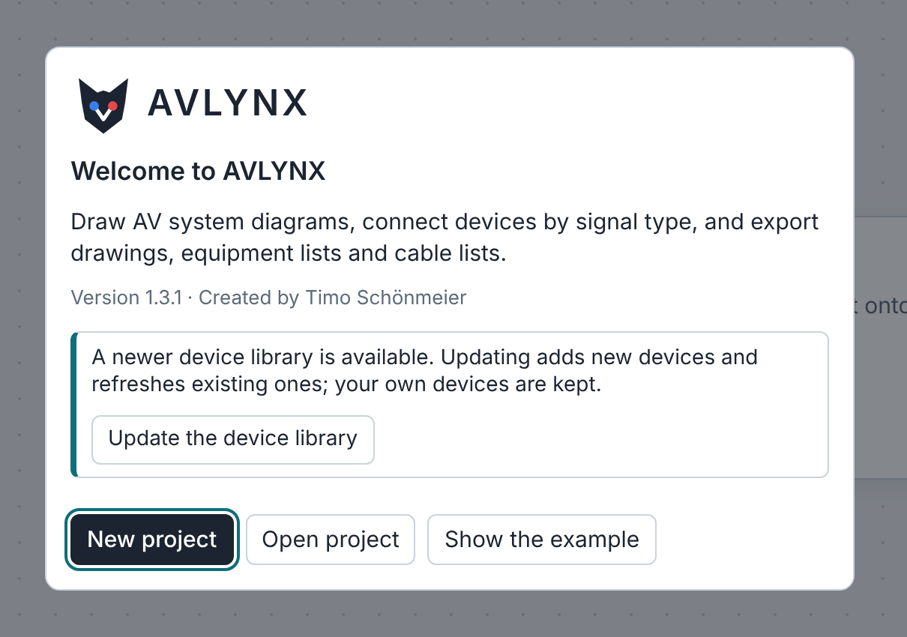 AVLYNX
Welcome to AVLYNX
Draw AV system diagrams, connect devices by signal type, and export
drawings, equipment lists and cable lists.
Version 1.3.1 · Created by Timo Schönmeier
A newer device library is available. Updating adds new devices and
refreshes existing ones; your own devices are kept.
Update the device library
New project
Open project
Show the example